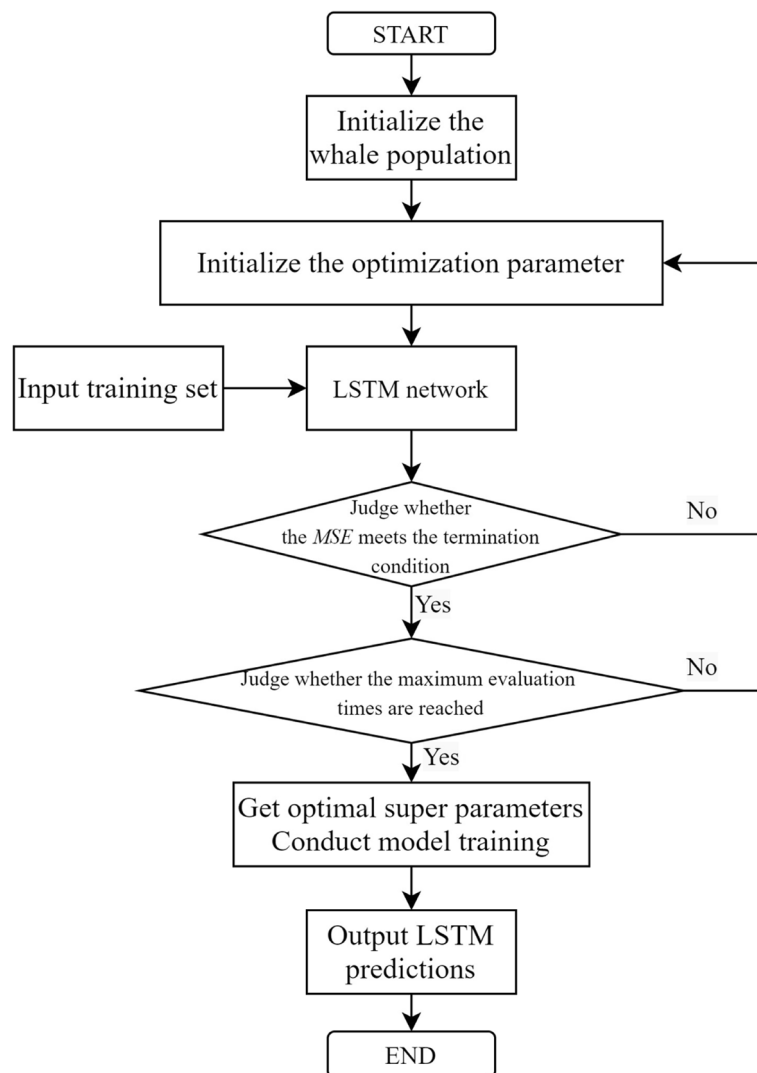 START
Initialize the
whale population
Initialize the optimization parameter
Input training set
LSTM network
Judge whether
the MSE meets the termination
condition
No
Yes
Judge whether the maximum evaluation
times are reached
No
Yes
Get optimal super parameters
Conduct model training
Output LSTM
predictions
END